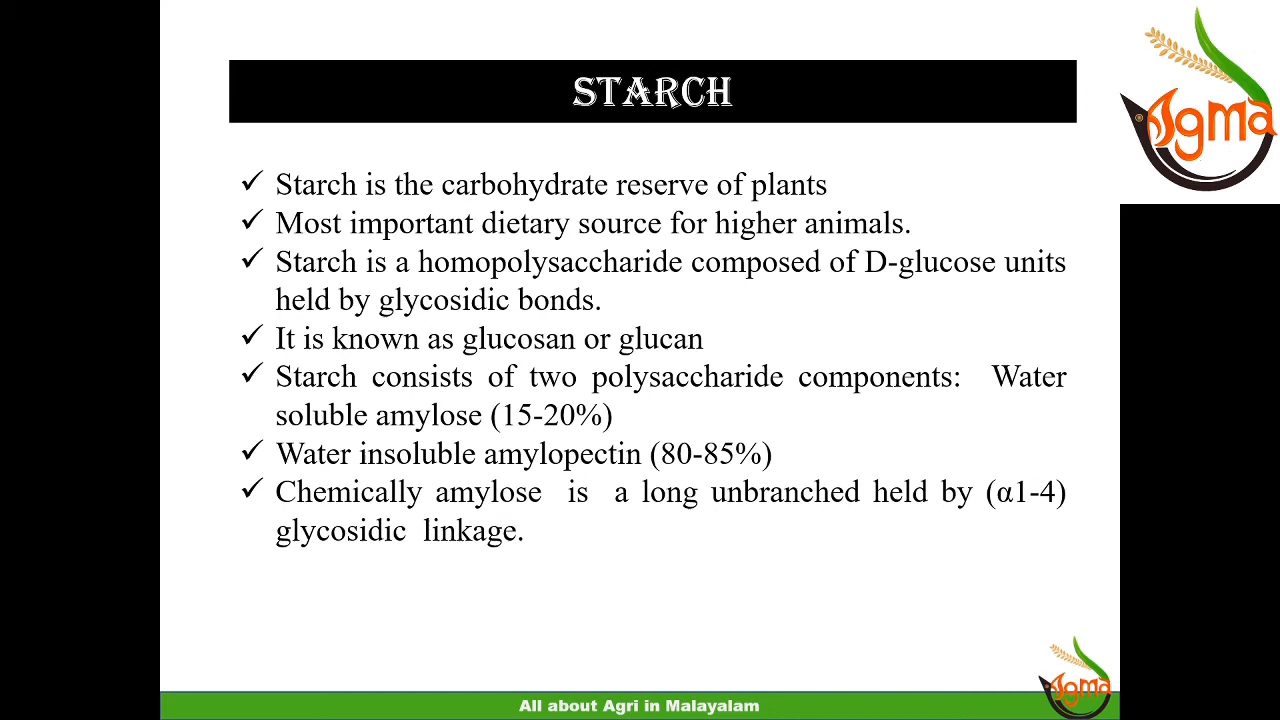 STARCH
Agma
✓ Starch is the carbohydrate reserve of plants
✓ Most important dietary source for higher animals.
✓ Starch is a homopolysaccharide composed of D-glucose units
held by glycosidic bonds.
✓ It is known as glucosan or glucan
✓ Starch consists of two polysaccharide components: Water
soluble amylose (15-20%)
✓ Water insoluble amylopectin (80-85%)
✓ Chemically amylose is a long unbranched held by (α1-4)
glycosidic linkage.
Agma
All about Agri in Malayalam